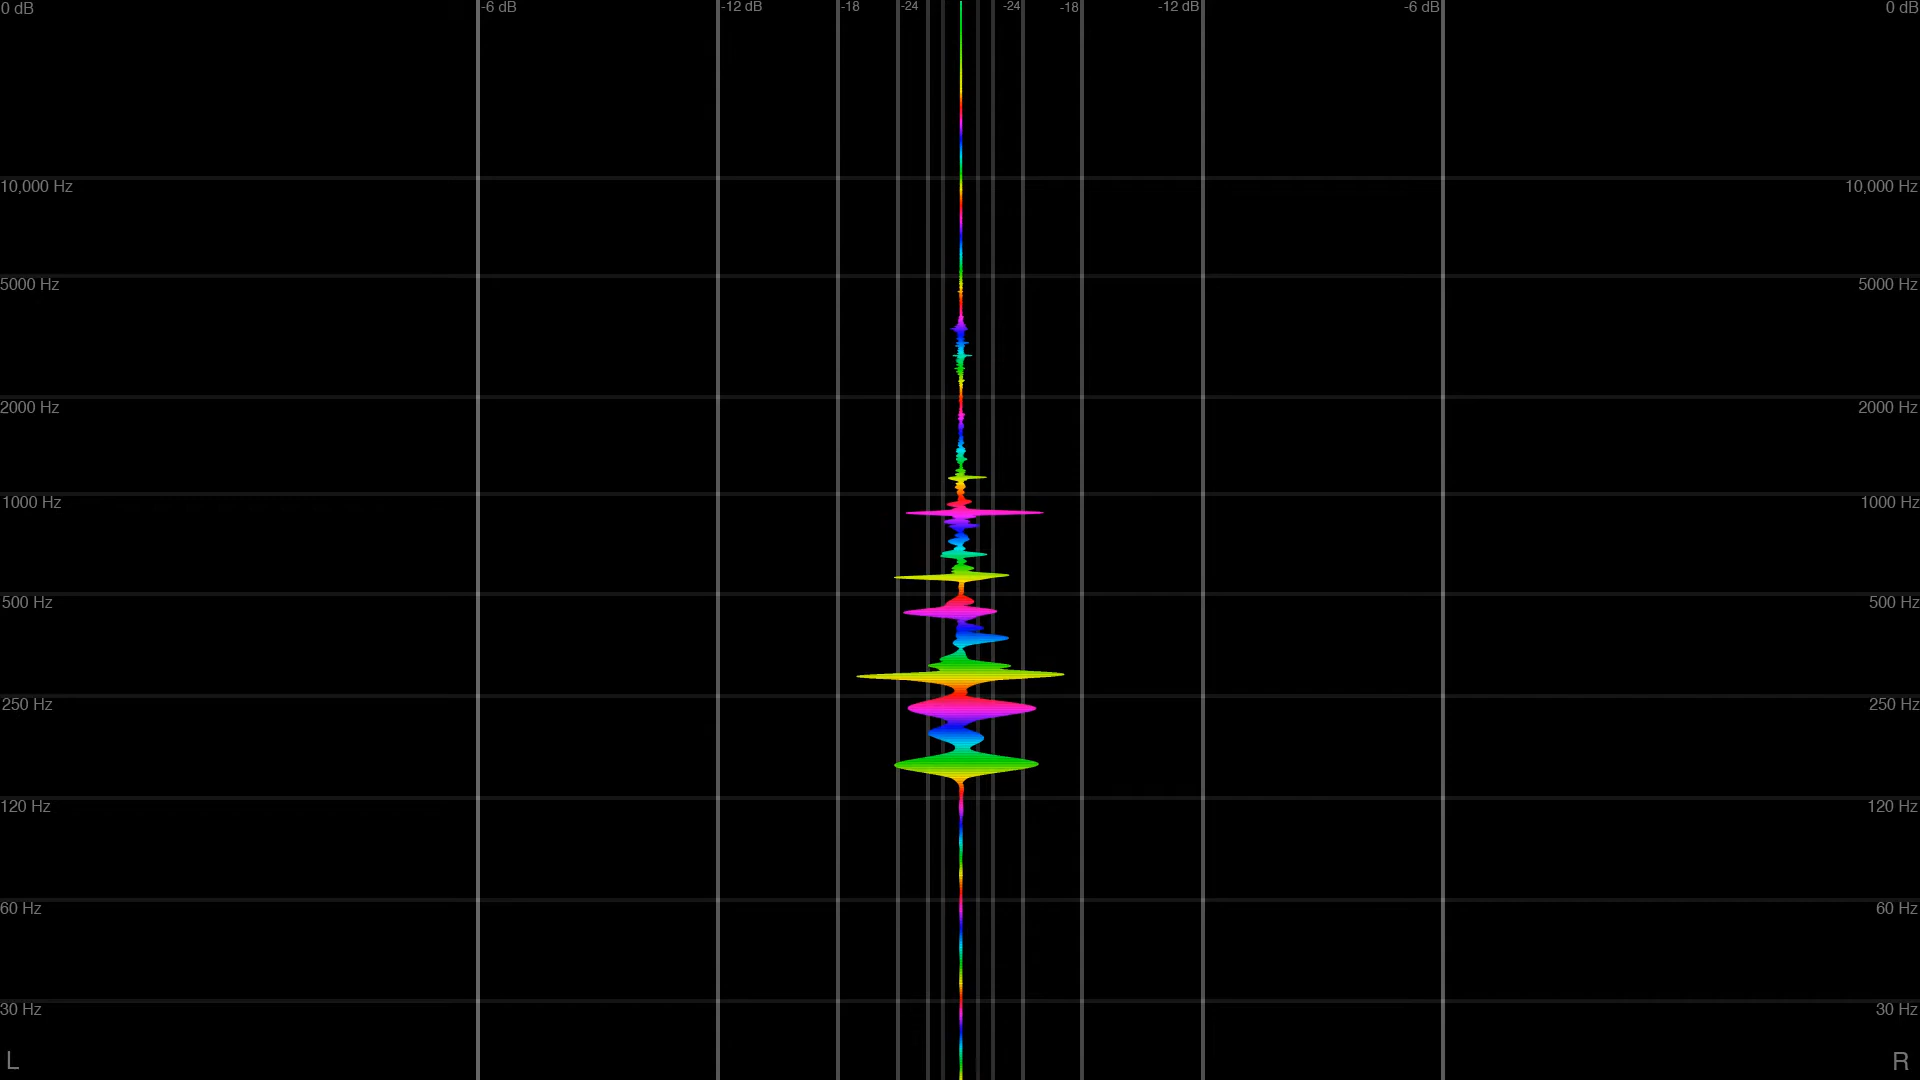 0 dB -6 dB -12 dB -18 -24 -24 -18 -12 dB -6 dB 0 dB
10,000 Hz 10,000 Hz
5000 Hz 5000 Hz
2000 Hz 2000 Hz
1000 Hz 1000 Hz
500 Hz 500 Hz
250 Hz 250 Hz
120 Hz 120 Hz
60 Hz 60 Hz
30 Hz 30 Hz
L R